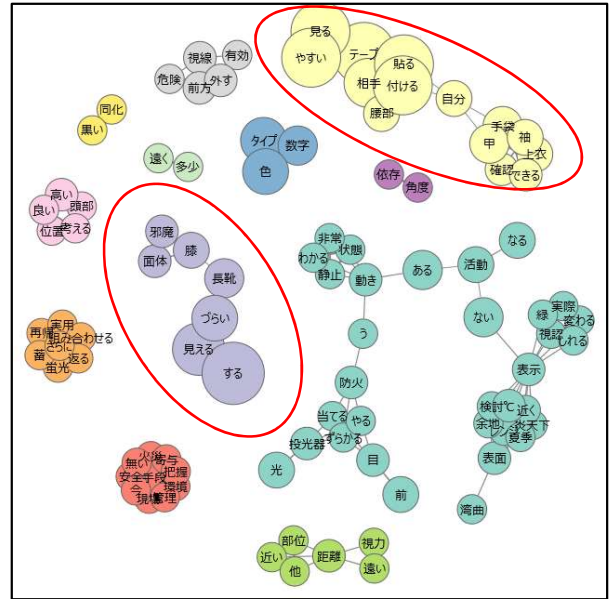 見る
やすい
テープ
貼る
相手
付ける
腰部
自分
手袋
袖
甲
上衣
確認
できる
視線
有効
危険
前方
外す
同化
黒い
タイプ
数字
色
遠く
多少
依存
角度
高い
頭部
良い
位置
考える
邪魔
膝
面体
長靴
づらい
見える
する
非常
状態
わかる
静止
動き
ある
活動
なる
ない
う
防火
当てる
やる
ずらかる
投光器
光
目
前
実際
緑
変わる
視認
しれる
表示
検討
℃
近く
余地
炎天下
夏季
表面
湾曲
実用
組み合わせる
さらに
返る
蛍光
火災
寄与
無い
把握
安全
手段
環境
今
現場
管理
部位
視力
近い
距離
他
遠い